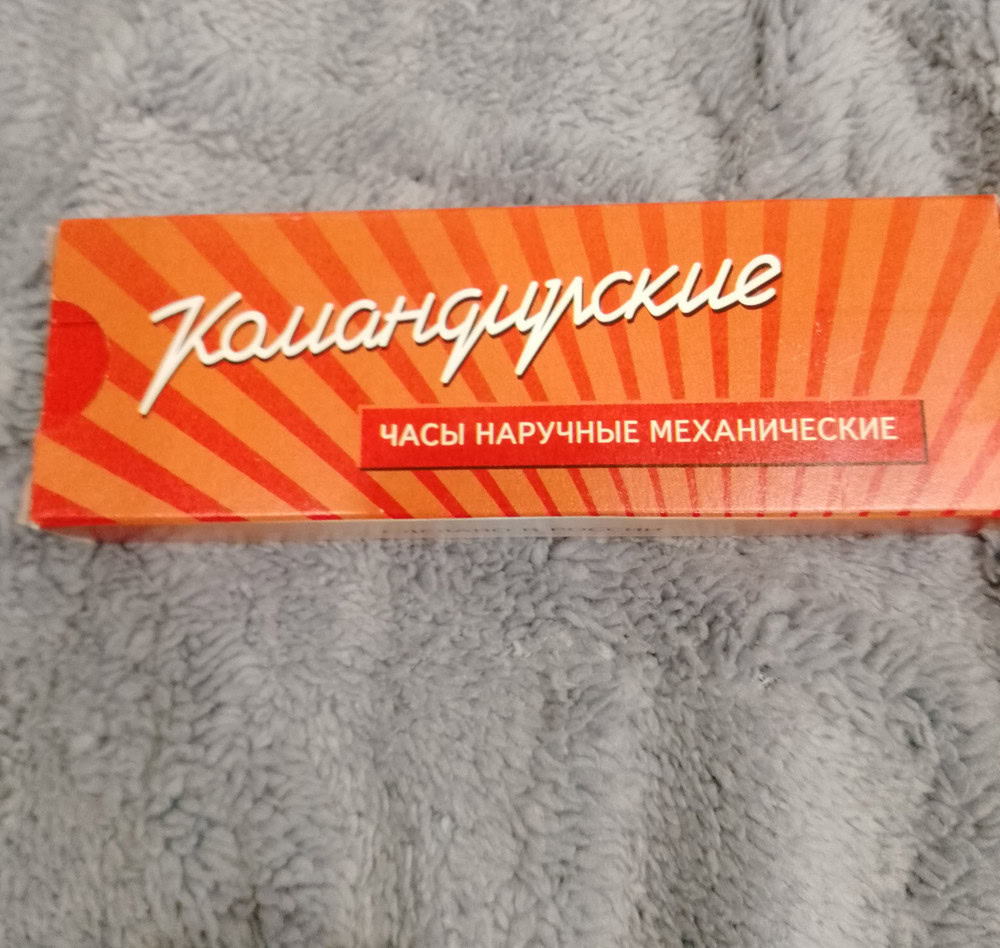 Командирские
ЧАСЫ НАРУЧНЫЕ МЕХАНИЧЕСКИЕ